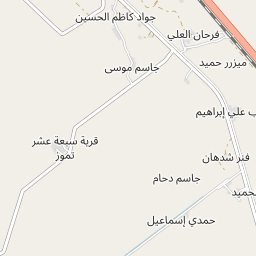 جواد كاظم الحسين
فرحان العلي
ميزر حميد
جاسم موسى
ب علي إبراهيم
قرية سبعة عشر
تموز
فنر شدهان
جاسم دحام
حميد
حمدي إسماعيل